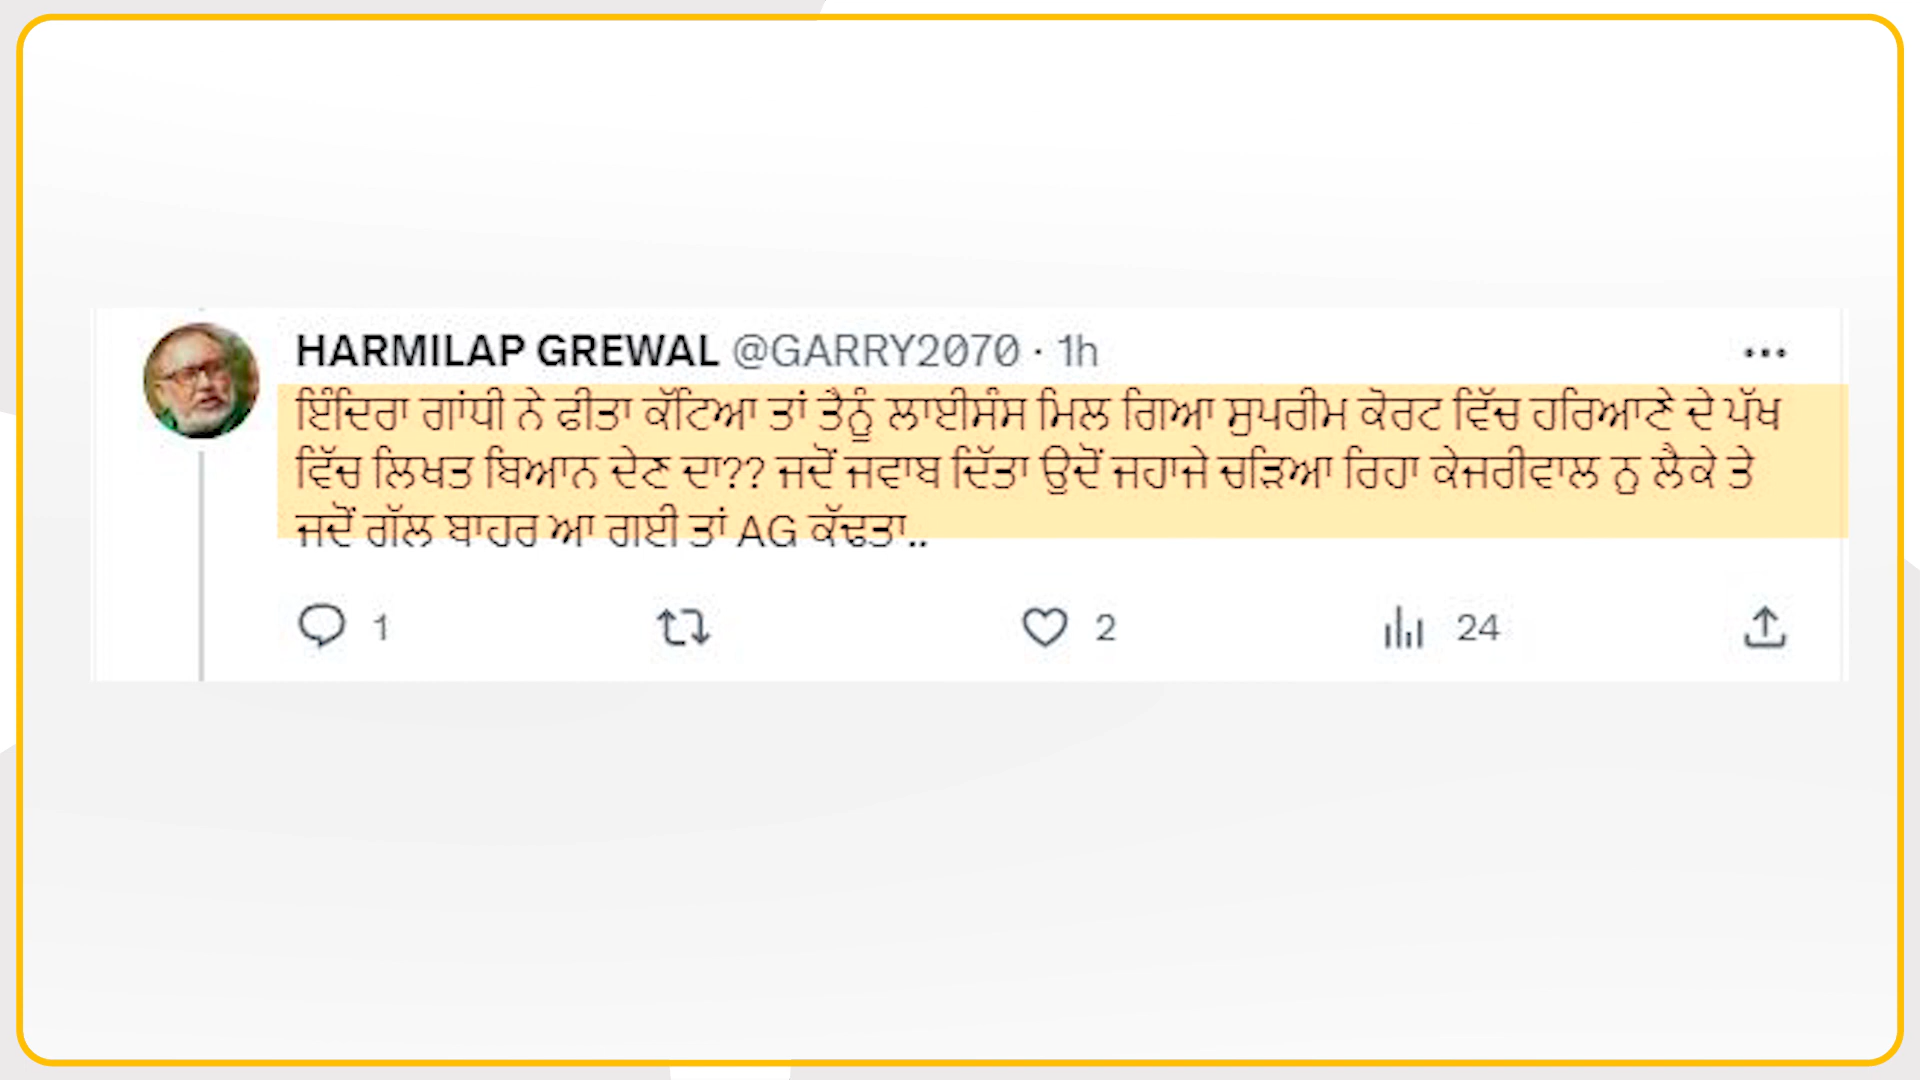 HARMILAP GREWAL @GARRY2070 · 1h
ਇੰਦਿਰਾ ਗਾਂਧੀ ਨੇ ਫੀਤਾ ਕੱਟਿਆ ਤਾਂ ਤੈਨੂੰ ਲਾਈਸੰਸ ਮਿਲ ਗਿਆ ਸੁਪਰੀਮ ਕੋਰਟ ਵਿੱਚ ਹਰਿਆਣੇ ਦੇ ਪੱਖ
ਵਿੱਚ ਲਿਖਤ ਬਿਆਨ ਦੇਣ ਦਾ?? ਜਦੋਂ ਜਵਾਬ ਦਿੱਤਾ ਉਦੋਂ ਜਹਾਜੇ ਚੜਿਆ ਰਿਹਾ ਕੇਜਰੀਵਾਲ ਨੁ ਲੈਕੇ ਤੇ
ਜਦੋਂ ਗੱਲ ਬਾਹਰ ਆ ਗਈ ਤਾਂ AG ਕੱਢਤਾ..
1 2 24